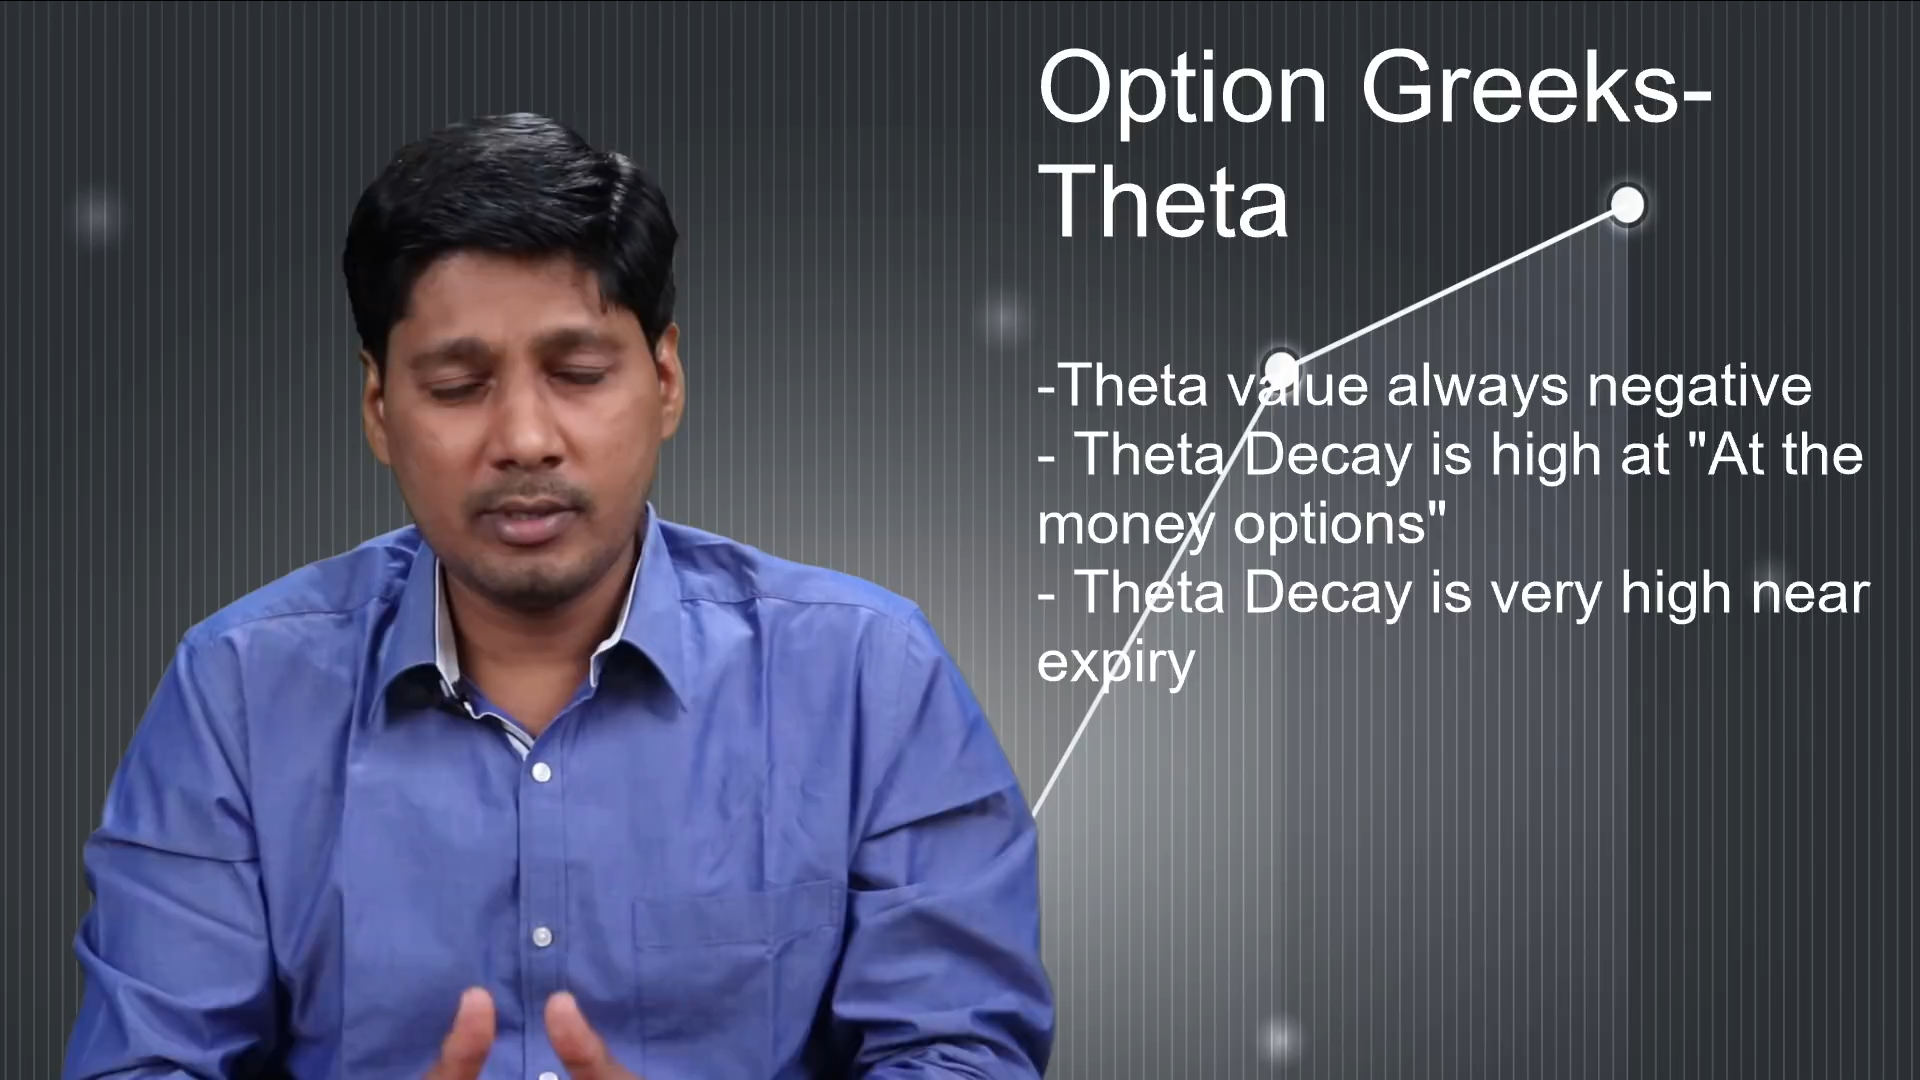 Option Greeks-
Theta
-Theta value always negative
- Theta Decay is high at "At the
money options"
- Theta Decay is very high near
expiry